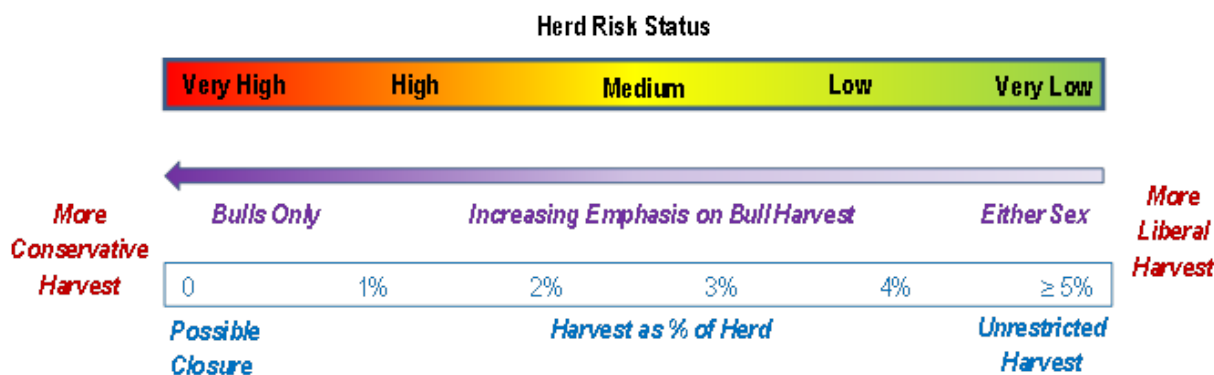 Herd Risk Status
Very High High Medium Low Very Low
Bulls Only Increasing Emphasis on Bull Harvest Either Sex
More
Conservative
Harvest
More
Liberal
Harvest
0 1% 2% 3% 4% ≥ 5%
Possible
Closure
Harvest as % of Herd
Unrestricted
Harvest